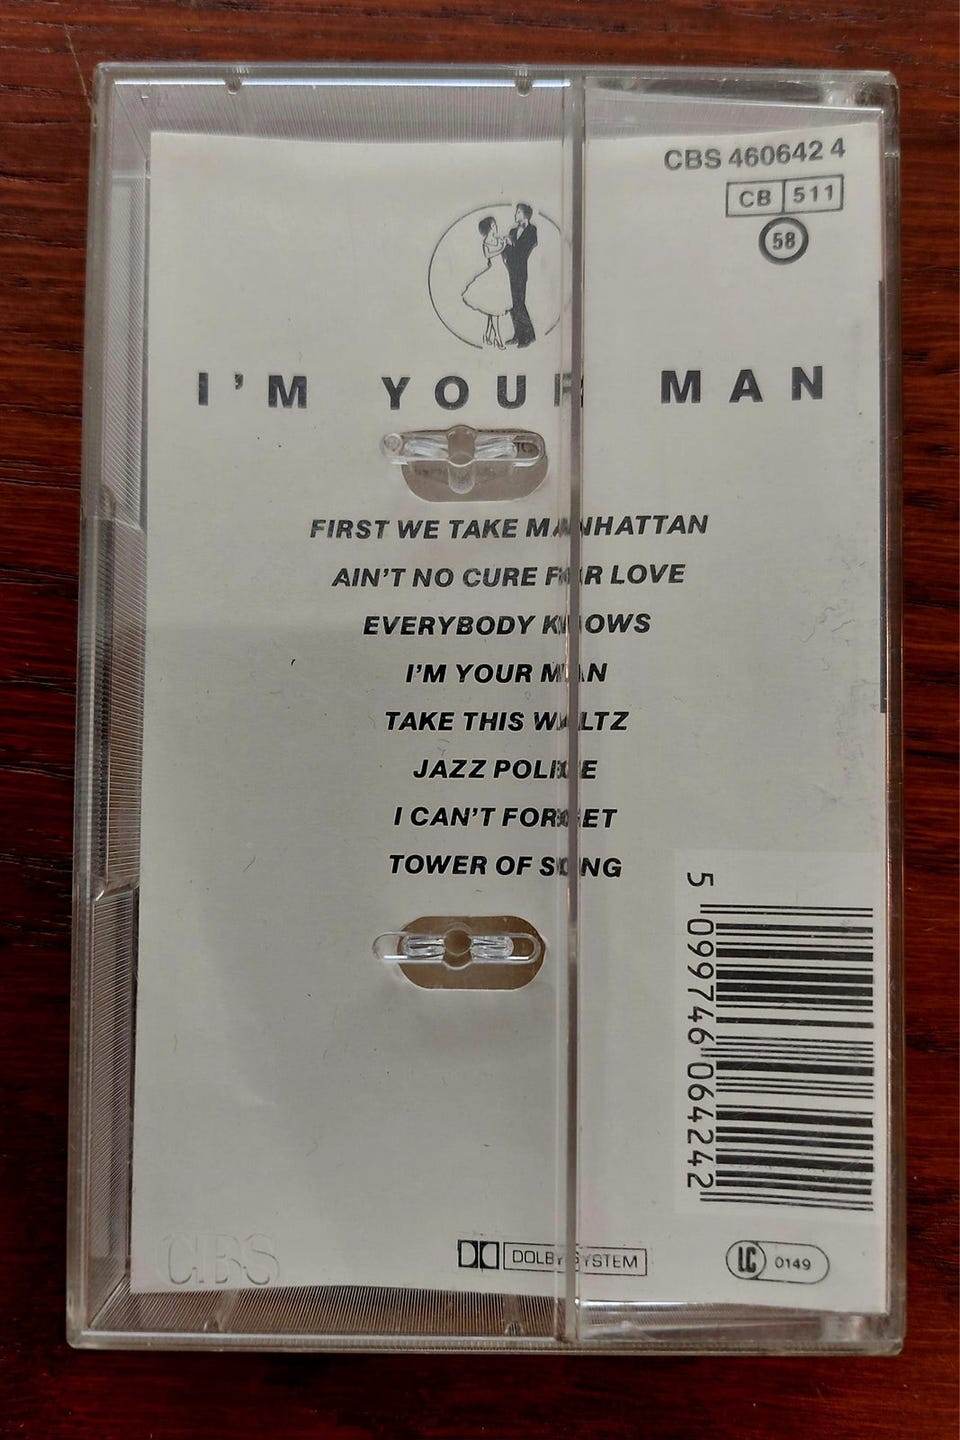 CBS 460642 4
CB 511
58
I'M YOUR MAN
FIRST WE TAKE MANHATTAN
AIN'T NO CURE FOR LOVE
EVERYBODY KNOWS
I'M YOUR MAN
TAKE THIS WALTZ
JAZZ POLICE
I CAN'T FORGET
TOWER OF SONG
5 099746 064242
CBS
DOLBY SYSTEM
LC 0149